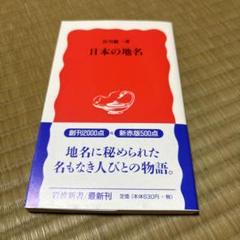 谷川健一著
日本の地名
創刊2000点
新赤版500点
地名に秘められた
名もなき人びとの物語。
岩波新書/最新刊
定価(本体630円+税)